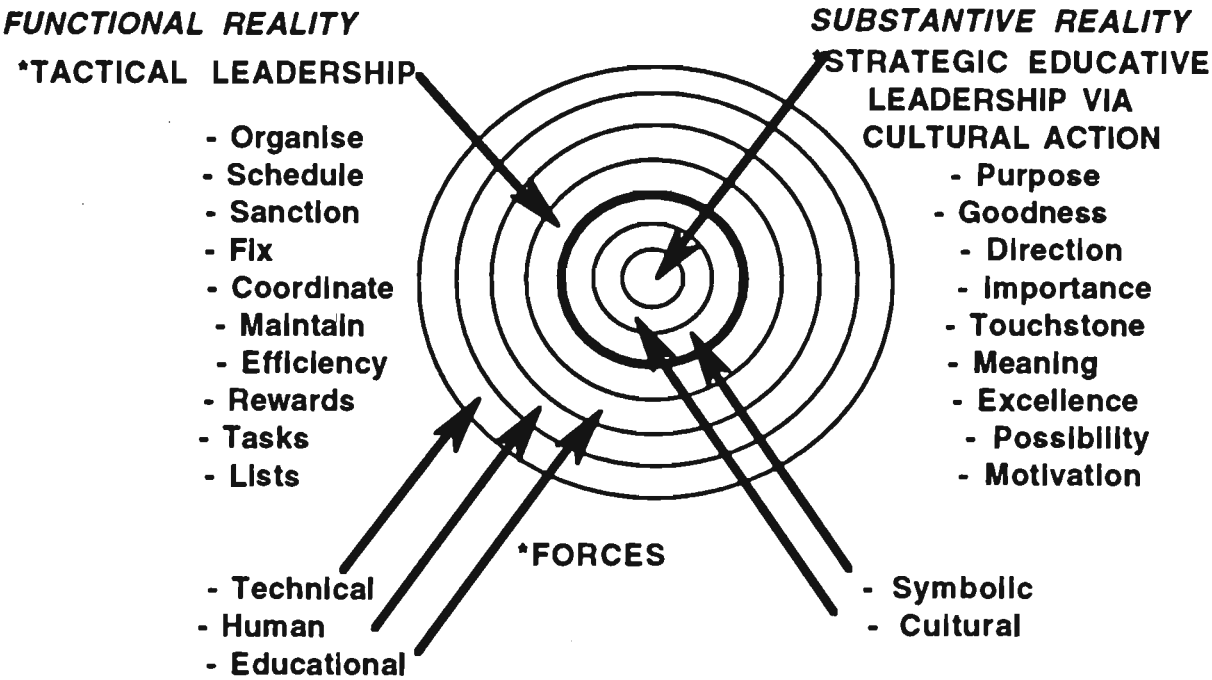 FUNCTIONAL REALITY
*TACTICAL LEADERSHIP
- Organise
- Schedule
- Sanction
- Fix
- Coordinate
- Maintain
- Efficiency
- Rewards
- Tasks
- Lists
SUBSTANTIVE REALITY
*STRATEGIC EDUCATIVE
LEADERSHIP VIA
CULTURAL ACTION
- Purpose
- Goodness
- Direction
- Importance
- Touchstone
- Meaning
- Excellence
- Possibility
- Motivation
*FORCES
- Technical
- Human
- Educational
- Symbolic
- Cultural